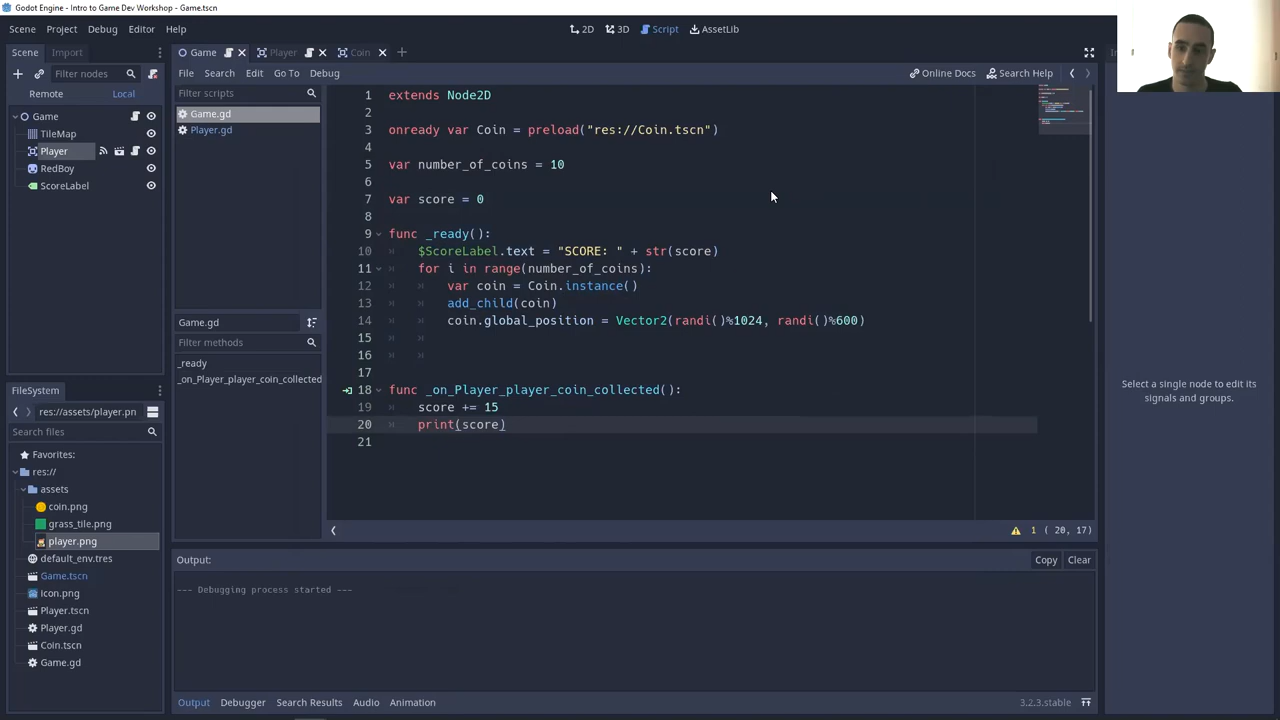 Godot Engine - Intro to Game Dev Workshop - Game.tscn
Scene Project Debug Editor Help
2D 3D Script AssetLib
Scene Import
Filter nodes
Remote Local
Game
TileMap
Player
RedBoy
ScoreLabel
FileSystem
res://assets/player.pn
Search files
Favorites:
res://
assets
coin.png
grass_tile.png
player.png
default_env.tres
Game.tscn
icon.png
Player.tscn
Player.gd
Coin.tscn
Game.gd
Game Player Coin
File Search Edit Go To Debug
Online Docs Search Help
Filter scripts
Game.gd
Player.gd
Game.gd
Filter methods
_ready
_on_Player_player_coin_collected
1 extends Node2D
2
3 onready var Coin = preload("res://Coin.tscn")
4
5 var number_of_coins = 10
6
7 var score = 0
8
9 func _ready():
10 $ScoreLabel.text = "SCORE: " + str(score)
11 for i in range(number_of_coins):
12 var coin = Coin.instance()
13 add_child(coin)
14 coin.global_position = Vector2(randi()%1024, randi()%600)
15
16
17
18 func _on_Player_player_coin_collected():
19 score += 15
20 print(score)
21
1 ( 20, 17)
Output:
Copy Clear
--- Debugging process started ---
Output Debugger Search Results Audio Animation
3.2.3.stable
Select a single node to edit its
signals and groups.